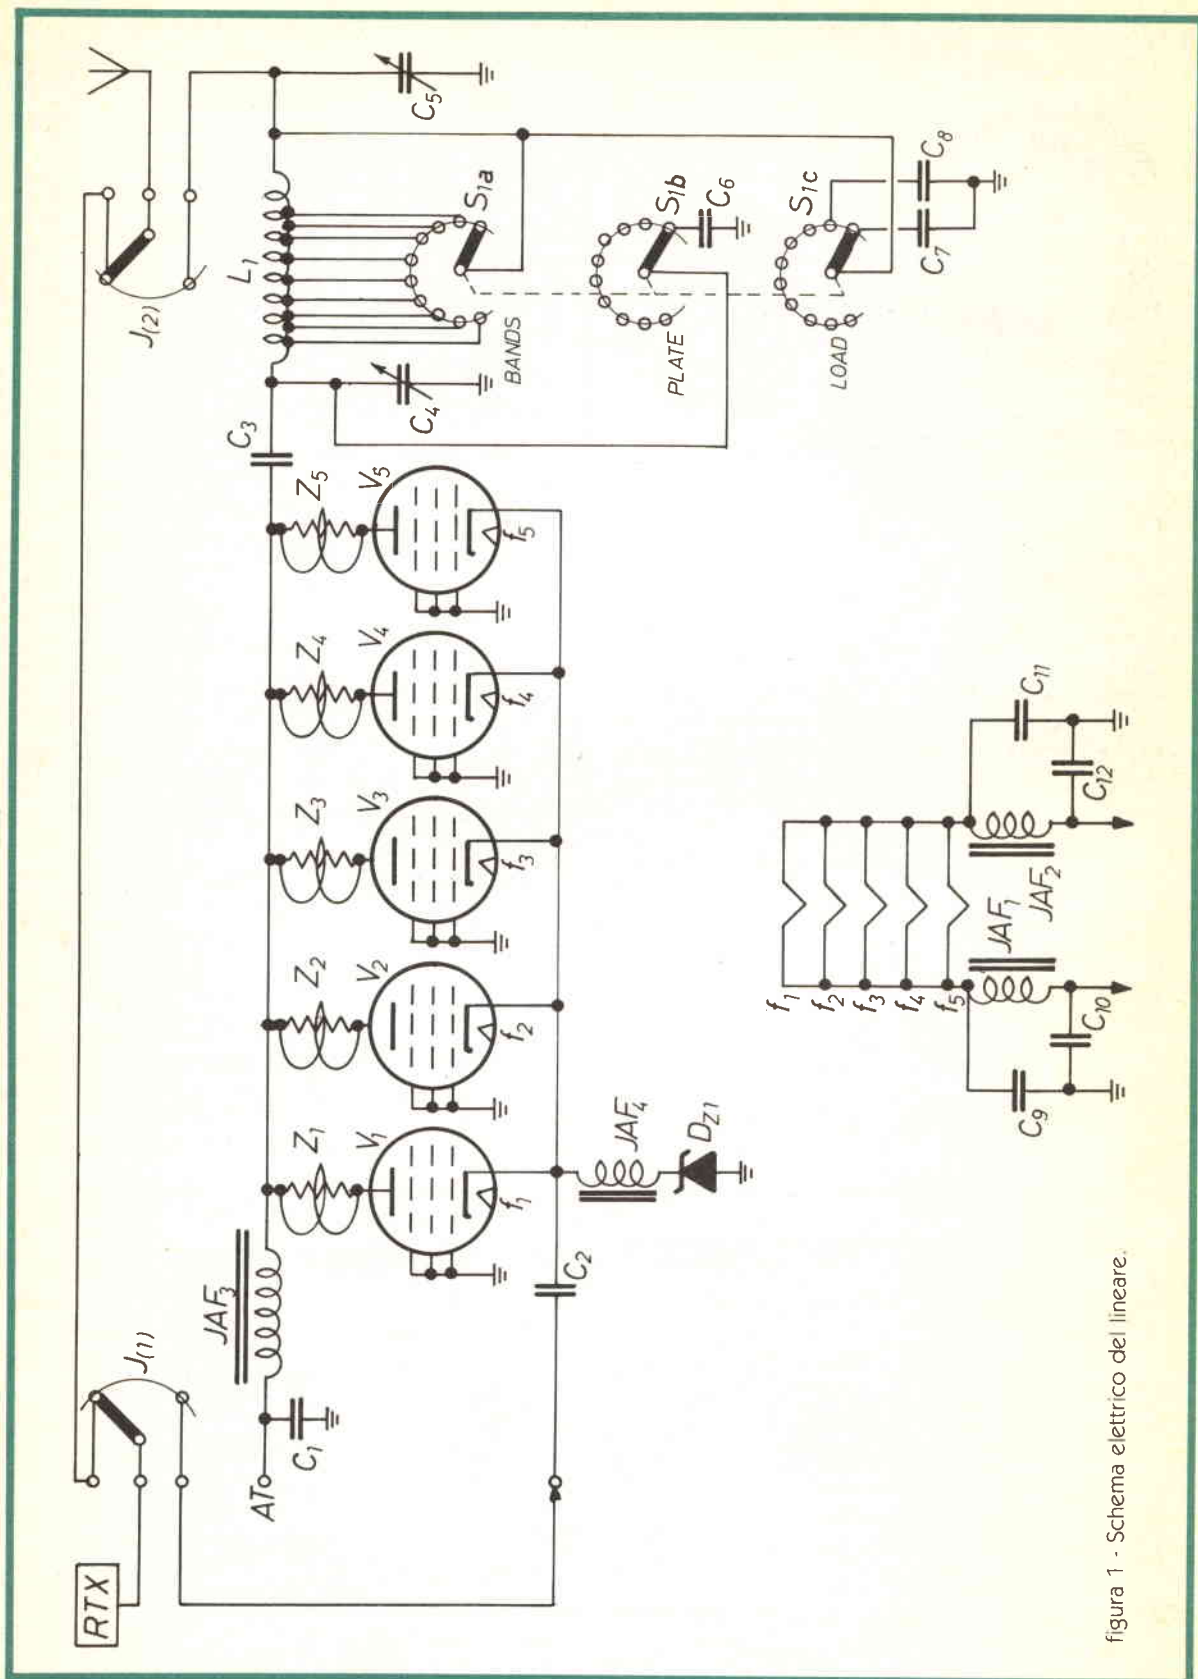 RTX
J(1)
J(2)
AT
C1
JAF3
Z1
Z2
Z3
Z4
Z5
C3
L1
C5
V1
V2
V3
V4
V5
f1
f2
f3
f4
f5
C4
S1a
BANDS
C2
JAF4
DZ1
S1b
C6
PLATE
S1c
LOAD
C7
C8
f1
f2
f3
f4
f5
JAF1
JAF2
C9
C10
C11
C12
figura 1 - Schema elettrico del lineare.